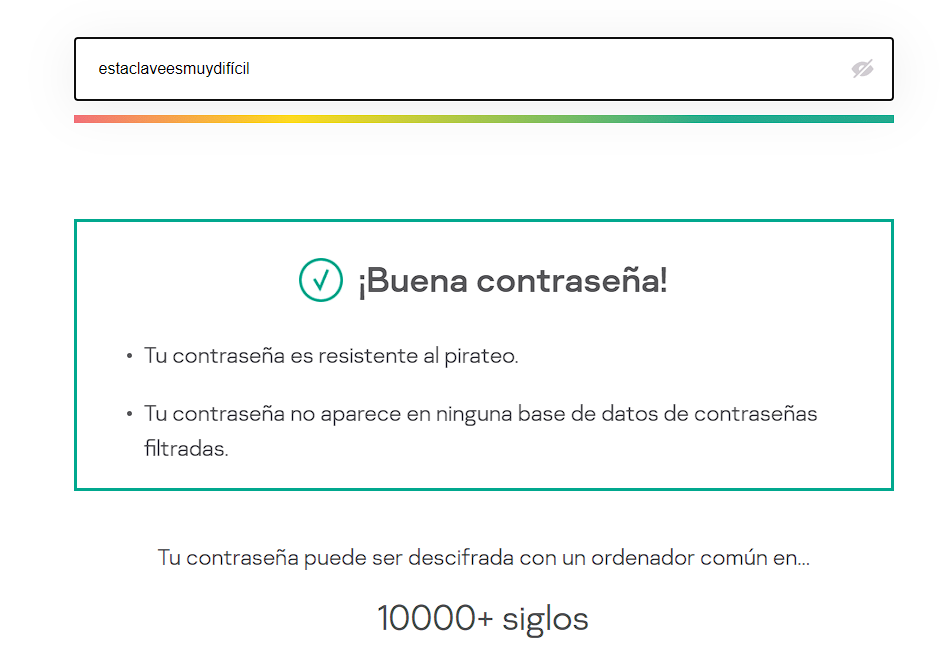 estaclaveesmuydifícil
¡Buena contraseña!
• Tu contraseña es resistente al pirateo.
• Tu contraseña no aparece en ninguna base de datos de contraseñas
filtradas.
Tu contraseña puede ser descifrada con un ordenador común en...
10000+ siglos